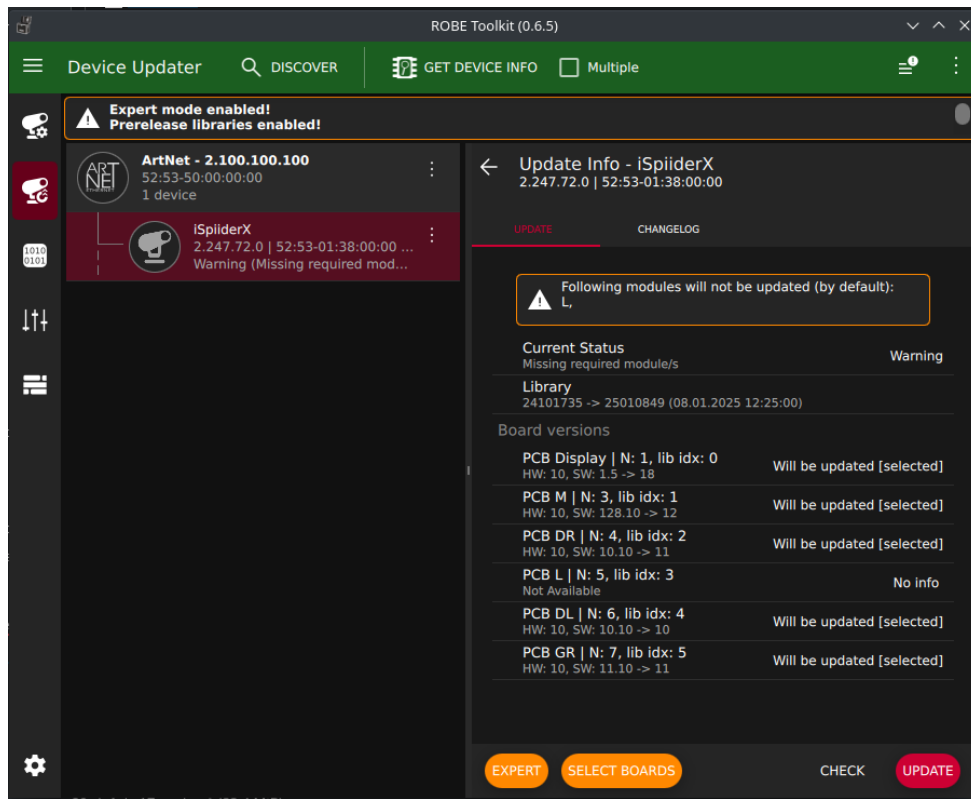 ROBE Toolkit (0.6.5)
Device Updater
DISCOVER
GET DEVICE INFO
Multiple
Expert mode enabled!
Prerelease libraries enabled!
ART
NET
ArtNet - 2.100.100.100
52:53-50:00:00:00
1 device
iSpiiderX
2.247.72.0 | 52:53-01:38:00:00 ...
Warning (Missing required mod...
1010
0101
Update Info - iSpiiderX
2.247.72.0 | 52:53-01:38:00:00
UPDATE
CHANGELOG
Following modules will not be updated (by default):
L,
Current Status
Missing required module/s
Warning
Library
24101735 -> 25010849 (08.01.2025 12:25:00)
Board versions
PCB Display | N: 1, lib idx: 0
HW: 10, SW: 1.5 -> 18
Will be updated [selected]
PCB M | N: 3, lib idx: 1
HW: 10, SW: 128.10 -> 12
Will be updated [selected]
PCB DR | N: 4, lib idx: 2
HW: 10, SW: 10.10 -> 11
Will be updated [selected]
PCB L | N: 5, lib idx: 3
Not Available
No info
PCB DL | N: 6, lib idx: 4
HW: 10, SW: 10.10 -> 10
Will be updated [selected]
PCB GR | N: 7, lib idx: 5
HW: 10, SW: 11.10 -> 11
Will be updated [selected]
EXPERT
SELECT BOARDS
CHECK
UPDATE